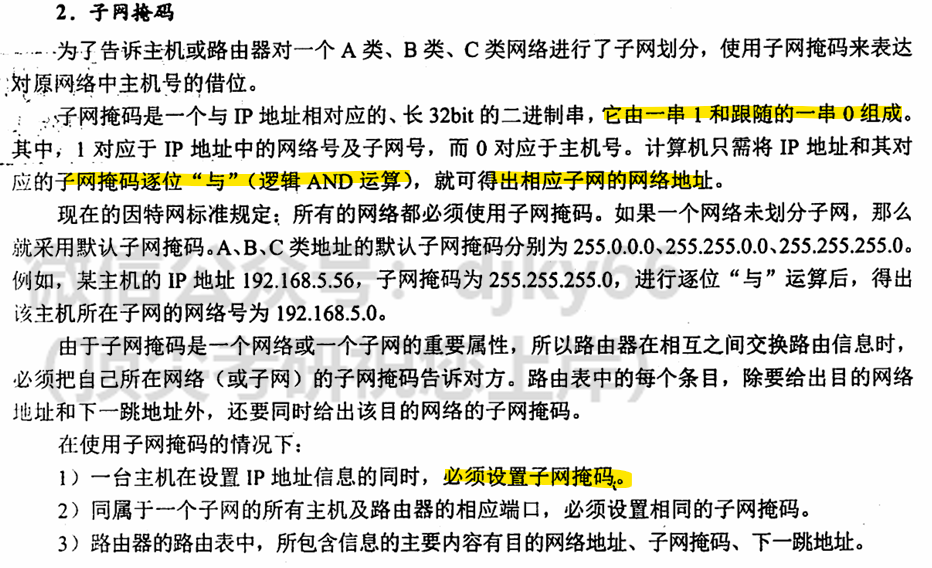 2．子网掩码
为了告诉主机或路由器对一个 A 类、B 类、C 类网络进行了子网划分，使用子网掩码来表达
对原网络中主机号的借位。
子网掩码是一个与 IP 地址相对应的、长 32bit 的二进制串，它由一串 1 和跟随的一串 0 组成。
其中，1 对应于 IP 地址中的网络号及子网号，而 0 对应于主机号。计算机只需将 IP 地址和其对
应的子网掩码逐位“与”（逻辑 AND 运算），就可得出相应子网的网络地址。
现在的因特网标准规定：所有的网络都必须使用子网掩码。如果一个网络未划分子网，那么
就采用默认子网掩码。A、B、C 类地址的默认子网掩码分别为 255.0.0.0、255.255.0.0、255.255.255.0。
例如，某主机的 IP 地址 192.168.5.56，子网掩码为 255.255.255.0，进行逐位“与”运算后，得出
该主机所在子网的网络号为 192.168.5.0。
由于子网掩码是一个网络或一个子网的重要属性，所以路由器在相互之间交换路由信息时，
必须把自己所在网络（或子网）的子网掩码告诉对方。路由表中的每个条目，除要给出目的网络
地址和下一跳地址外，还要同时给出该目的网络的子网掩码。
在使用子网掩码的情况下：
1）一台主机在设置 IP 地址信息的同时，必须设置子网掩码。
2）同属于一个子网的所有主机及路由器的相应端口，必须设置相同的子网掩码。
3）路由器的路由表中，所包含信息的主要内容有目的网络地址、子网掩码、下一跳地址。
微信公众号：djky66